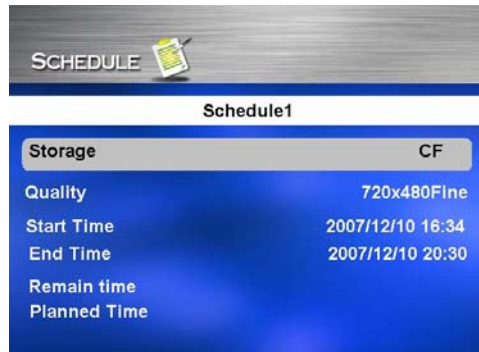 SCHEDULE
Schedule1
Storage CF
Quality 720x480Fine
Start Time 2007/12/10 16:34
End Time 2007/12/10 20:30
Remain time
Planned Time